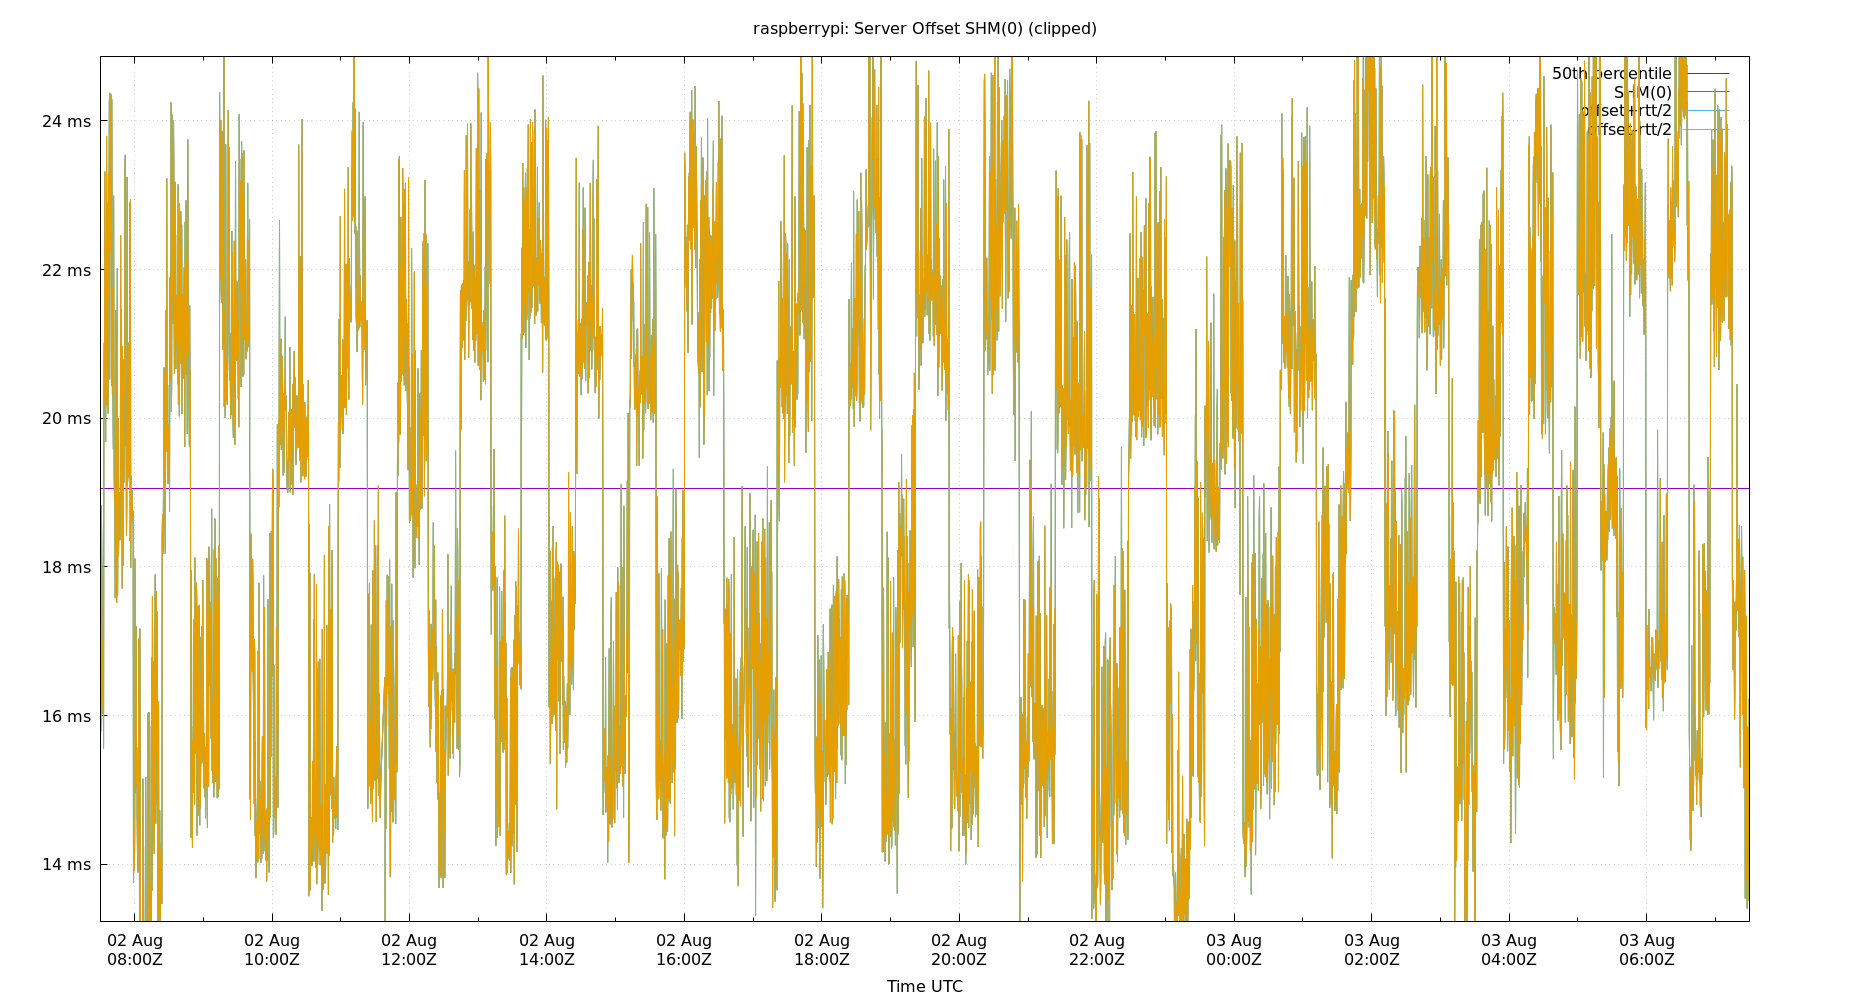 raspberrypi: Server Offset SHM(0) (clipped)
50th percentile
SHM(0)
offset+rtt/2
offset-rtt/2
24 ms
22 ms
20 ms
18 ms
16 ms
14 ms
02 Aug 02 Aug 02 Aug 02 Aug 02 Aug 02 Aug 02 Aug 02 Aug 03 Aug 03 Aug 03 Aug 03 Aug
08:00Z 10:00Z 12:00Z 14:00Z 16:00Z 18:00Z 20:00Z 22:00Z 00:00Z 02:00Z 04:00Z 06:00Z
Time UTC